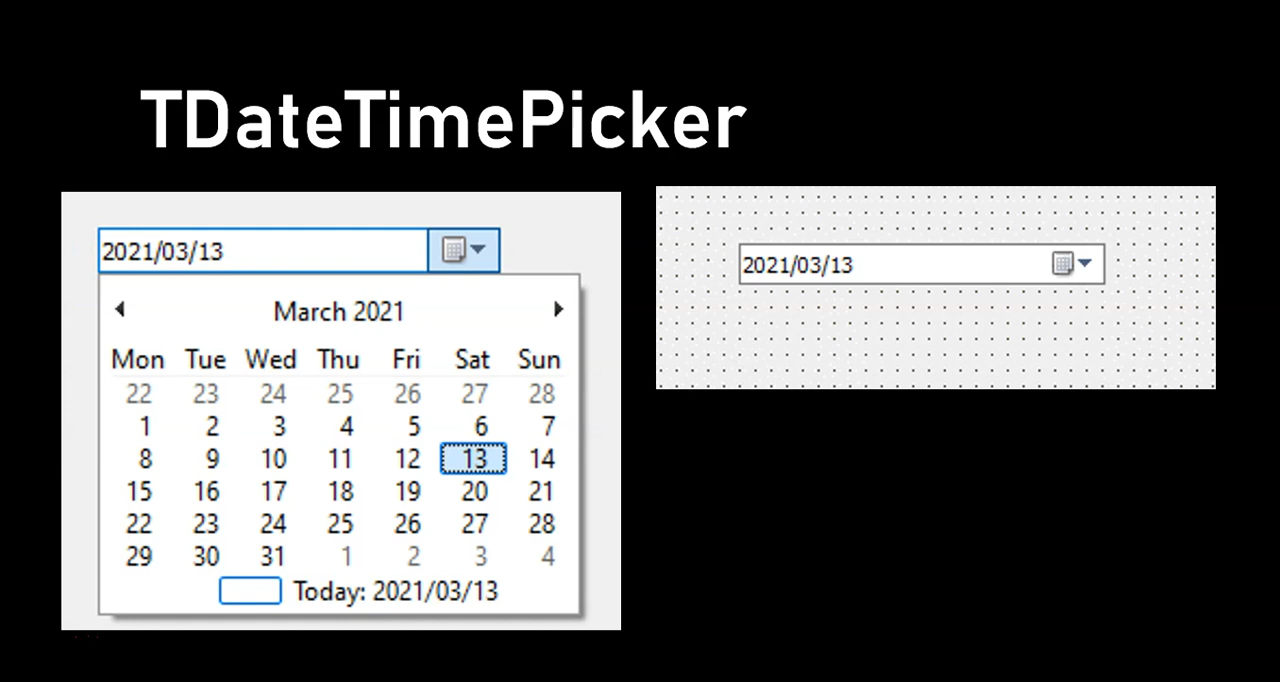 TDateTimePicker
2021/03/13
March 2021
Mon Tue Wed Thu Fri Sat Sun
22 23 24 25 26 27 28
1 2 3 4 5 6 7
8 9 10 11 12 13 14
15 16 17 18 19 20 21
22 23 24 25 26 27 28
29 30 31 1 2 3 4
Today: 2021/03/13
2021/03/13